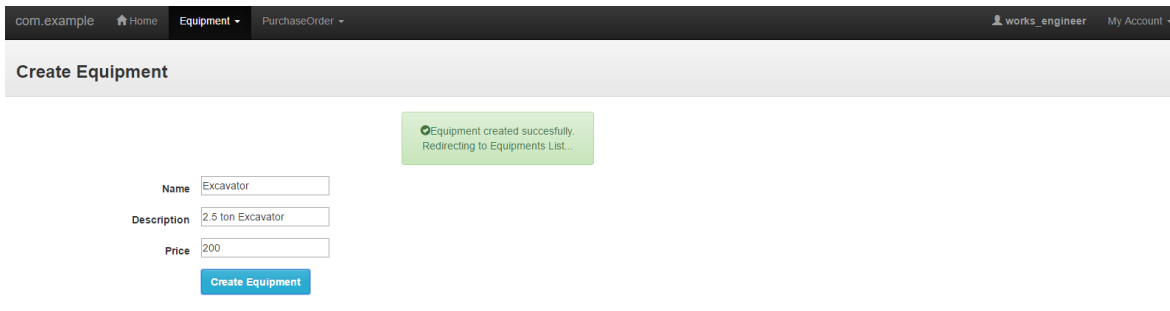 com.example Home Equipment PurchaseOrder works_engineer My Account
Create Equipment
Equipment created succesfully.
Redirecting to Equipments List...
Name Excavator
Description 2.5 ton Excavator
Price 200
Create Equipment